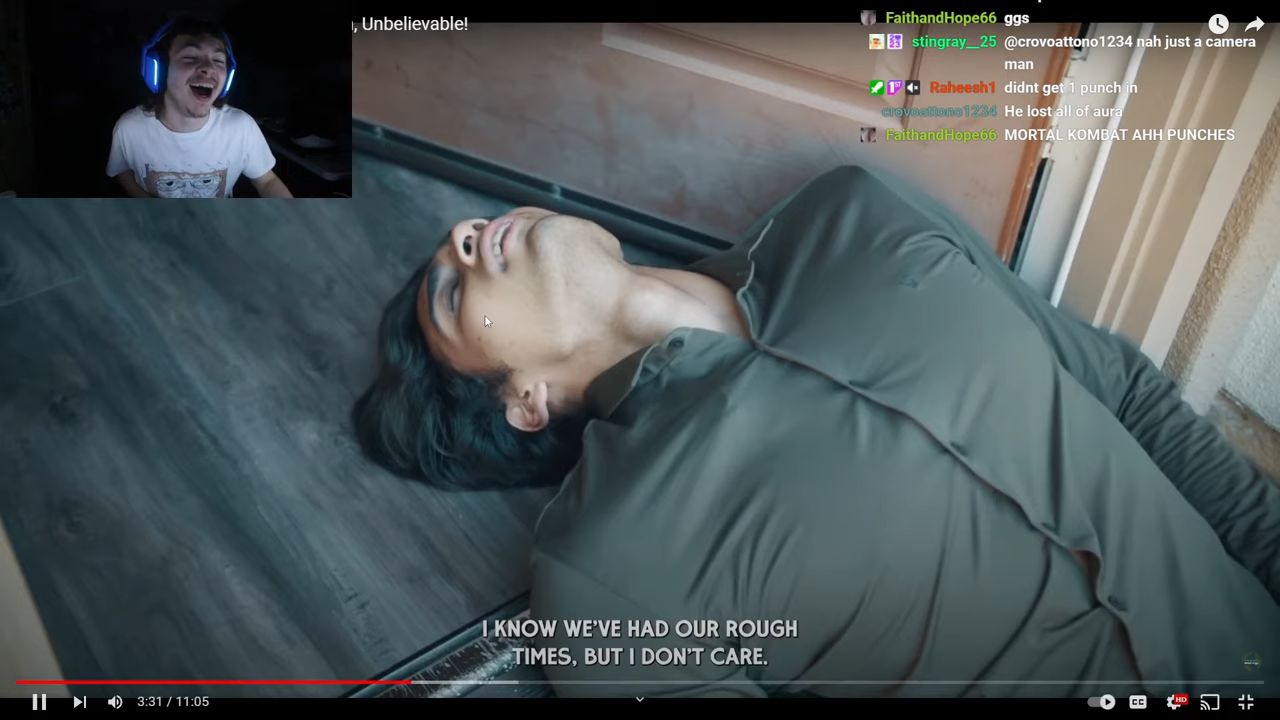 , Unbelievable!
FaithandHope66 ggs
stingray__25 @crovoattono1234 nah just a camera
man
Raheesh1 didnt get 1 punch in
crovoattono1234 He lost all of aura
FaithandHope66 MORTAL KOMBAT AHH PUNCHES
I KNOW WE'VE HAD OUR ROUGH
TIMES, BUT I DON'T CARE.
3:31 / 11:05
CC
HD